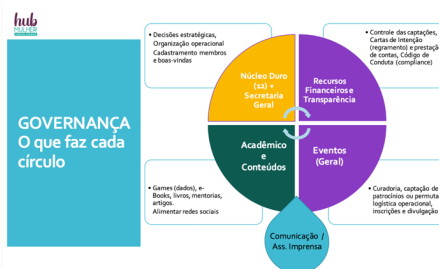 hub
MULHER
GOVERNANÇA
O que faz cada
círculo
• Decisões estratégicas,
Organização operacional
Cadastramento membros
e boas-vindas
Núcleo Duro
(12) +
Secretaria
Geral
Recursos
Financeiros e
Transparência
• Controle das captações,
Cartas de Intenção
(regramento) e prestação
de contas, Código de
Conduta (compliance)
Acadêmico
e
Conteúdos
Eventos
(Geral)
• Games (dados), e-
Books, livros, mentorias,
artigos.
Alimentar redes sociais
• Curadoria, captação de
patrocínios ou permuta
logística operacional,
inscrições e divulgação
Comunicação /
Ass. Imprensa